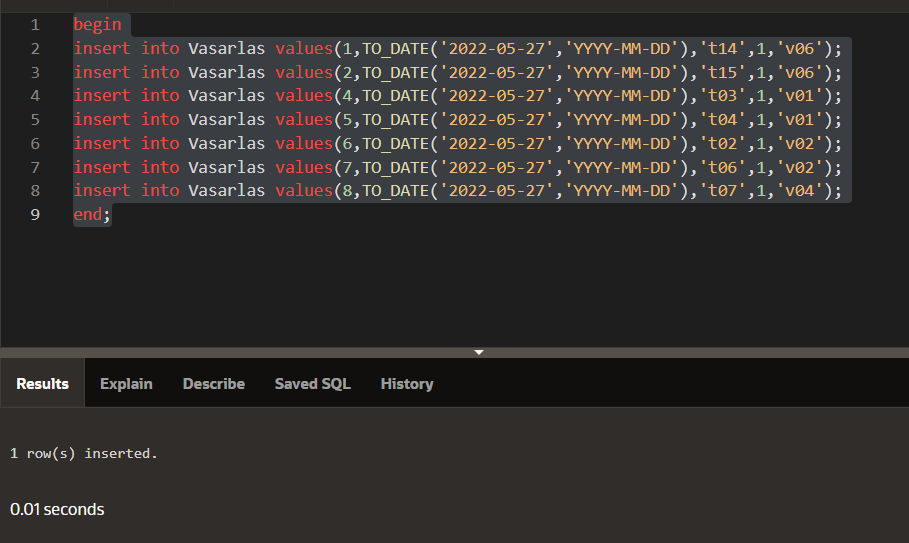 1 begin
2 insert into Vasarlas values(1,TO_DATE('2022-05-27','YYYY-MM-DD'),'t14',1,'v06');
3 insert into Vasarlas values(2,TO_DATE('2022-05-27','YYYY-MM-DD'),'t15',1,'v06');
4 insert into Vasarlas values(4,TO_DATE('2022-05-27','YYYY-MM-DD'),'t03',1,'v01');
5 insert into Vasarlas values(5,TO_DATE('2022-05-27','YYYY-MM-DD'),'t04',1,'v01');
6 insert into Vasarlas values(6,TO_DATE('2022-05-27','YYYY-MM-DD'),'t02',1,'v02');
7 insert into Vasarlas values(7,TO_DATE('2022-05-27','YYYY-MM-DD'),'t06',1,'v02');
8 insert into Vasarlas values(8,TO_DATE('2022-05-27','YYYY-MM-DD'),'t07',1,'v04');
9 end;
Results Explain Describe Saved SQL History
1 row(s) inserted.
0.01 seconds